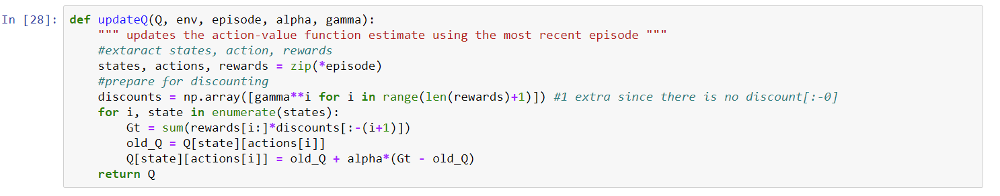 In [28]: def updateQ(Q, env, episode, alpha, gamma):
    """ updates the action-value function estimate using the most recent episode """
    #extaract states, action, rewards
    states, actions, rewards = zip(*episode)
    #prepare for discounting
    discounts = np.array([gamma**i for i in range(len(rewards)+1)]) #1 extra since there is no discount[:-0]
    for i, state in enumerate(states):
        Gt = sum(rewards[i:]*discounts[:-(i+1)])
        old_Q = Q[state][actions[i]]
        Q[state][actions[i]] = old_Q + alpha*(Gt - old_Q)
    return Q